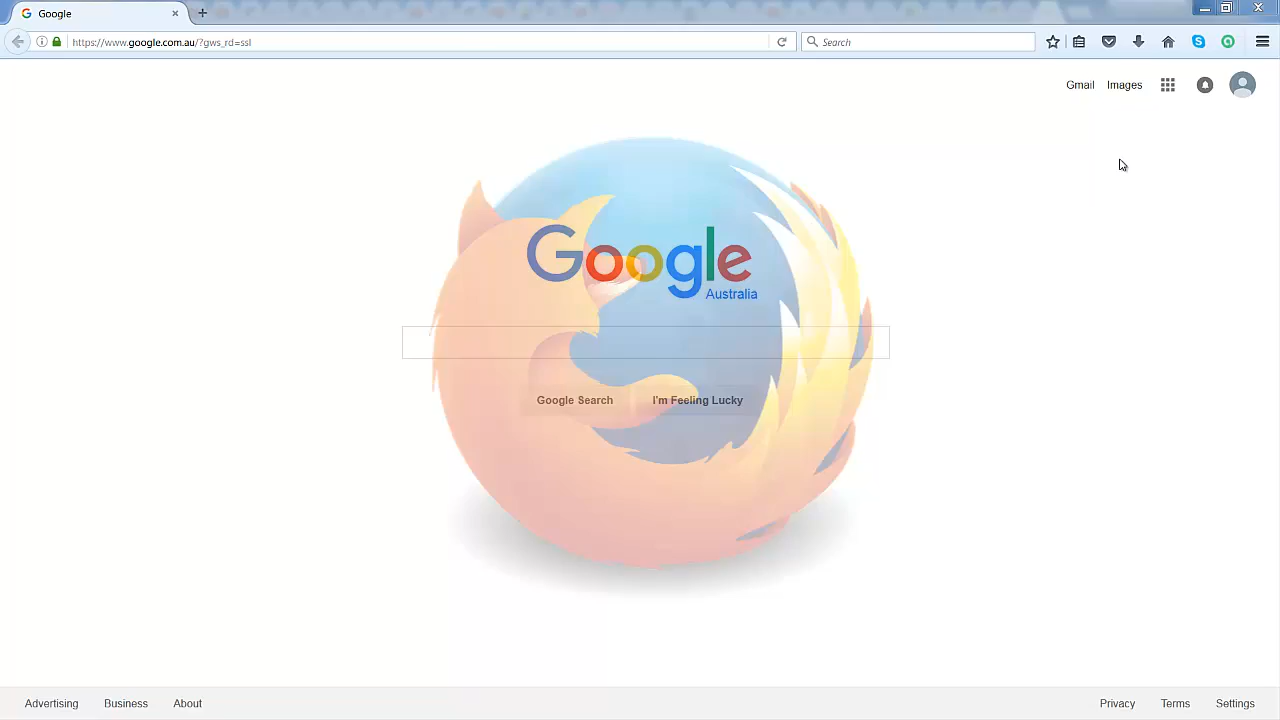 Google
https://www.google.com.au/?gws_rd=ssl
Search
Gmail Images
Google
Australia
Google Search I'm Feeling Lucky
Advertising Business About
Privacy Terms Settings